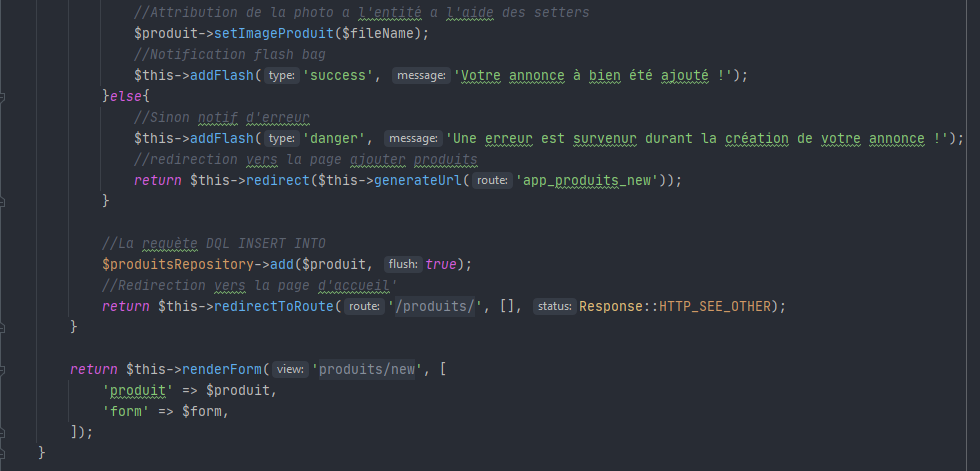 //Attribution de la photo a l'entité a l'aide des setters
$produit->setImageProduit($fileName);
//Notification flash bag
$this->addFlash( type: 'success', message: 'Votre annonce à bien été ajouté !');
}else{
//Sinon notif d'erreur
$this->addFlash( type: 'danger', message: 'Une erreur est survenur durant la création de votre annonce !');
//redirection vers la page ajouter produits
return $this->redirect($this->generateUrl( route: 'app_produits_new'));
}
//La requête DQL INSERT INTO
$produitsRepository->add($produit, flush: true);
//Redirection vers la page d'accueil'
return $this->redirectToRoute( route: '/produits/', [], status: Response::HTTP_SEE_OTHER);
}
return $this->renderForm( view: 'produits/new', [
'produit' => $produit,
'form' => $form,
]);
}